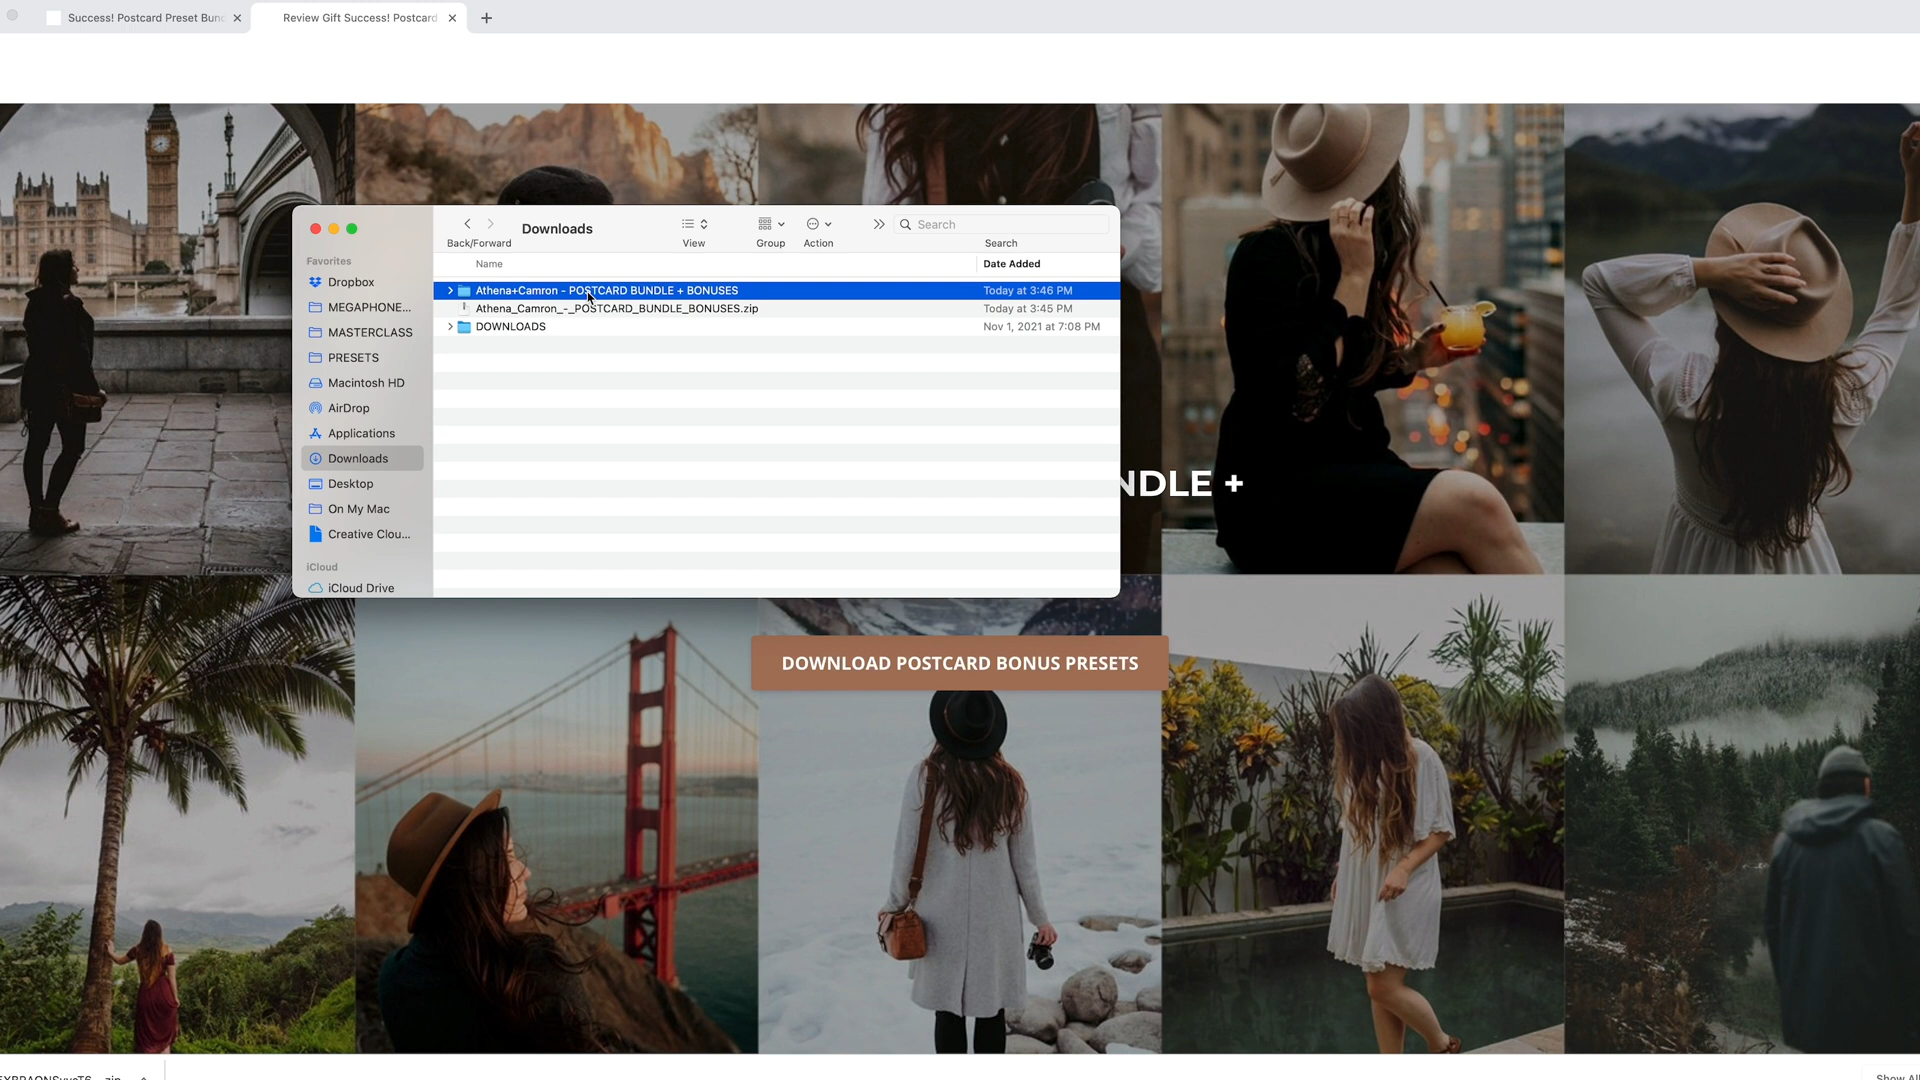 Success! Postcard Preset Bun
Review Gift Success! Postcard
Downloads
Back/Forward
View
Group
Action
Search
Search
Favorites
Dropbox
MEGAPHONE...
MASTERCLASS
PRESETS
Macintosh HD
AirDrop
Applications
Downloads
Desktop
On My Mac
Creative Clou...
iCloud
iCloud Drive
Name Date Added
Athena+Camron - POSTCARD BUNDLE + BONUSES Today at 3:46 PM
Athena_Camron_-_POSTCARD_BUNDLE_BONUSES.zip Today at 3:45 PM
DOWNLOADS Nov 1, 2021 at 7:08 PM
NDLE +
DOWNLOAD POSTCARD BONUS PRESETS
Show All